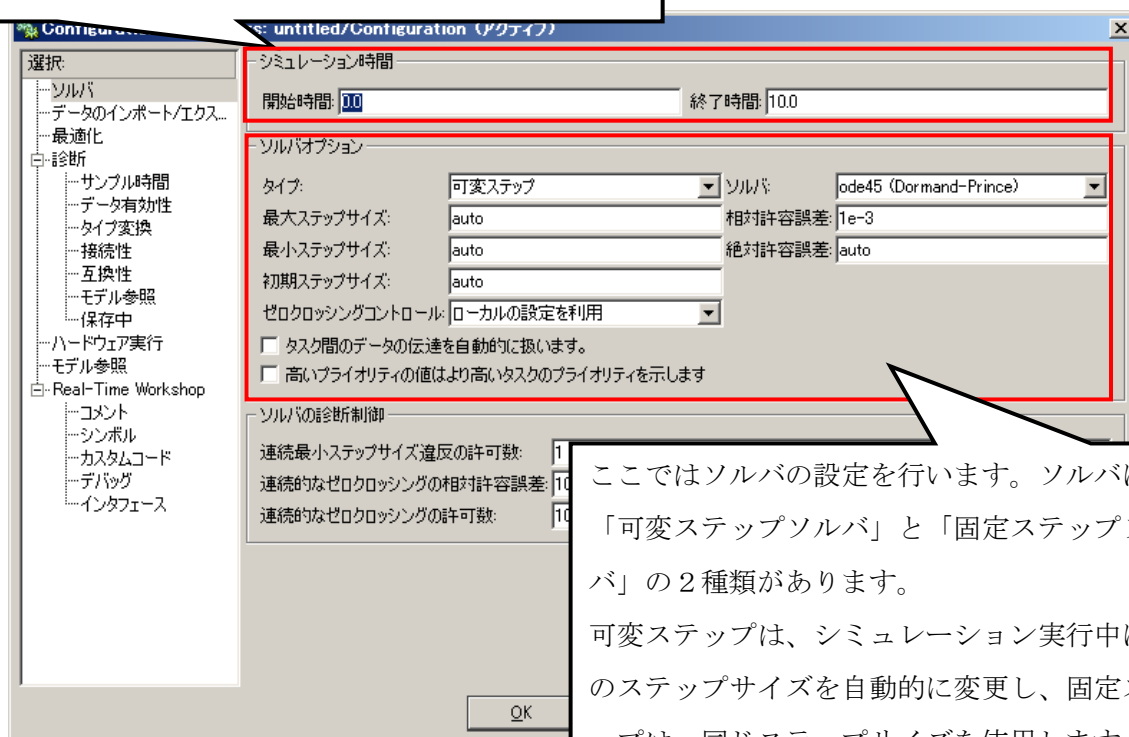 untitled/Configuration (アクティブ)
選択:
ソルバ
データのインポート/エクス...
最適化
診断
サンプル時間
データ有効性
タイプ変換
接続性
互換性
モデル参照
保存中
ハードウェア実行
モデル参照
Real-Time Workshop
コメント
シンボル
カスタムコード
デバッグ
インタフェース
シミュレーション時間
開始時間: 0.0 終了時間: 10.0
ソルバオプション
タイプ: 可変ステップ ソルバ: ode45 (Dormand-Prince)
最大ステップサイズ: auto 相対許容誤差: 1e-3
最小ステップサイズ: auto 絶対許容誤差: auto
初期ステップサイズ: auto
ゼロクロッシングコントロール: ローカルの設定を利用
タスク間のデータの伝達を自動的に扱います。
高いプライオリティの値はより高いタスクのプライオリティを示します
ソルバの診断制御
連続最小ステップサイズ違反の許可数: 1
連続的なゼロクロッシングの相対許容誤差: 10
連続的なゼロクロッシングの許可数: 10
OK
ここではソルバの設定を行います。ソルバ
「可変ステップソルバ」と「固定ステップ
バ」の２種類があります。
可変ステップは、シミュレーション実行中
のステップサイズを自動的に変更し、固定
プは、同じステップサイズを使用します